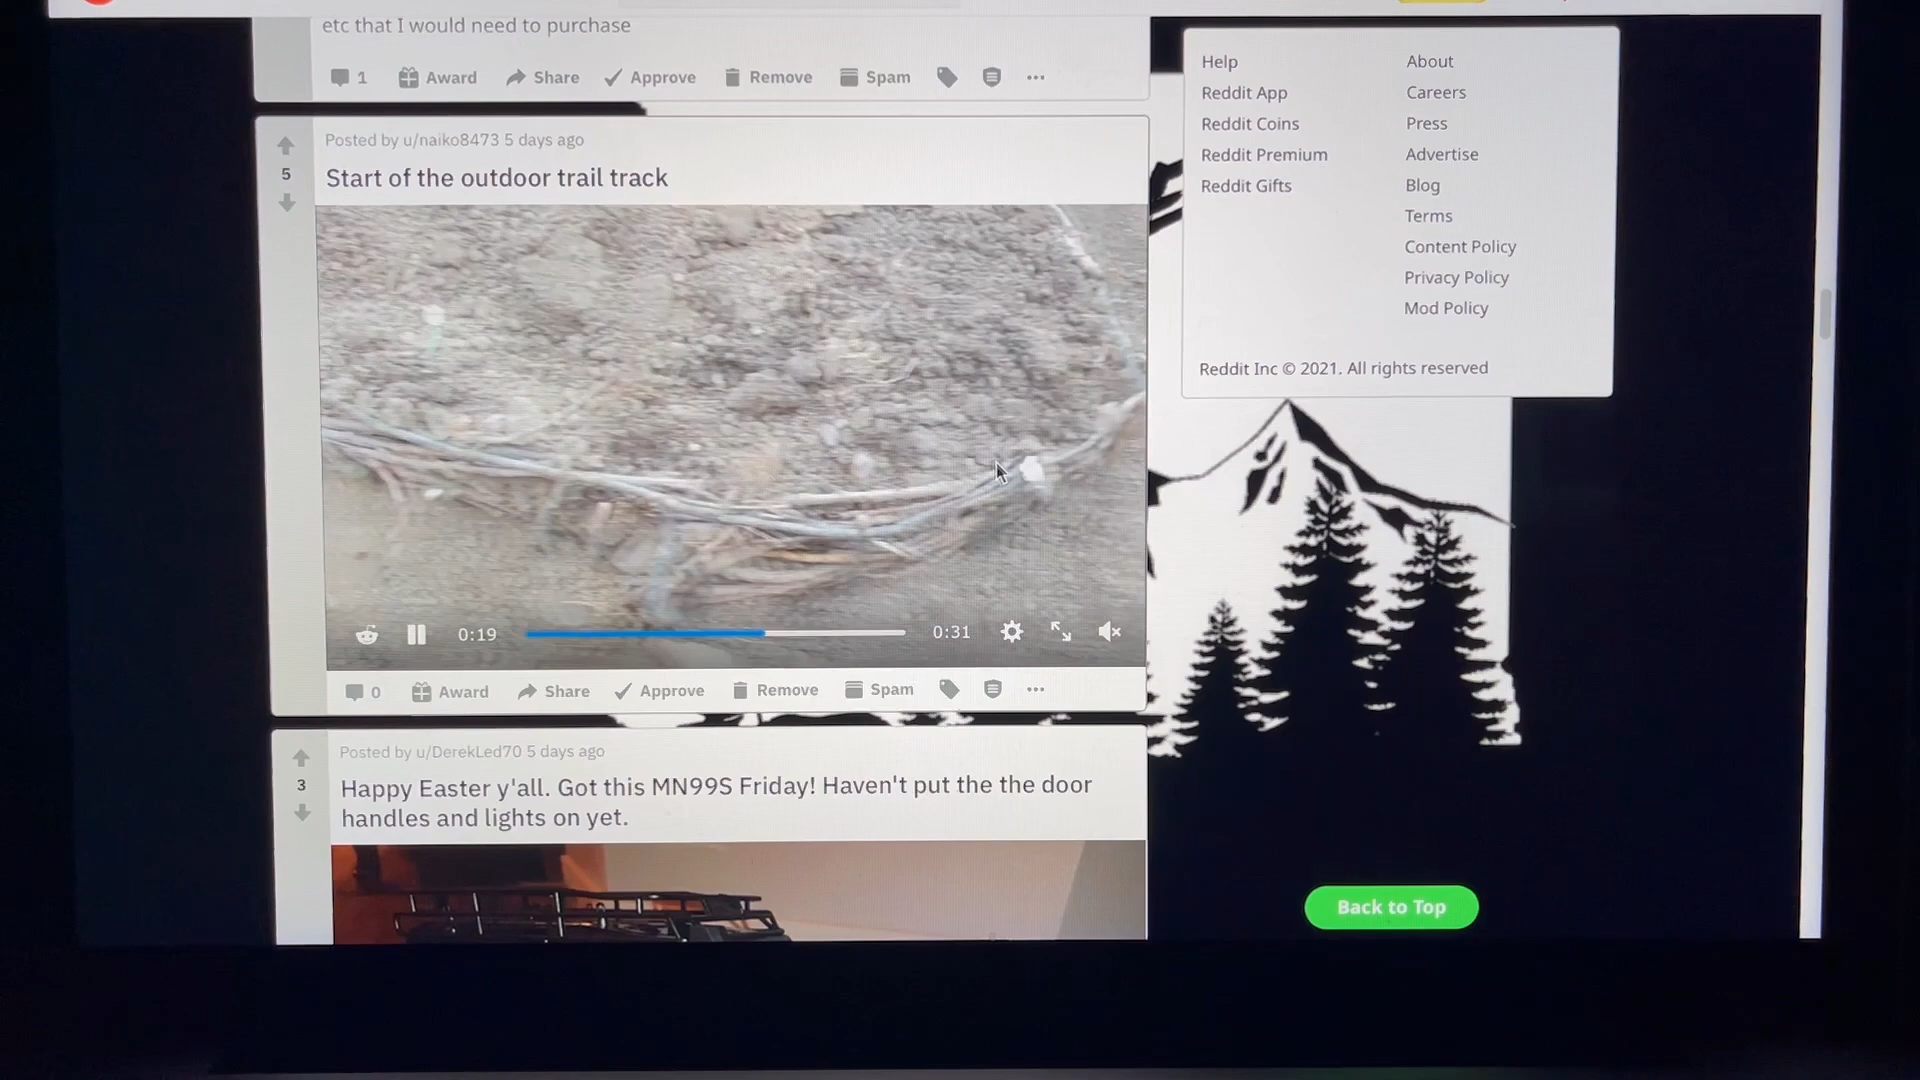 etc that I would need to purchase
1 Award Share Approve Remove Spam
Posted by u/naiko8473 5 days ago
5
Start of the outdoor trail track
0:19
0:31
0 Award Share Approve Remove Spam
Posted by u/DerekLed70 5 days ago
3
Happy Easter y'all. Got this MN99S Friday! Haven't put the the door
handles and lights on yet.
Help
Reddit App
Reddit Coins
Reddit Premium
Reddit Gifts
About
Careers
Press
Advertise
Blog
Terms
Content Policy
Privacy Policy
Mod Policy
Reddit Inc © 2021. All rights reserved
Back to Top